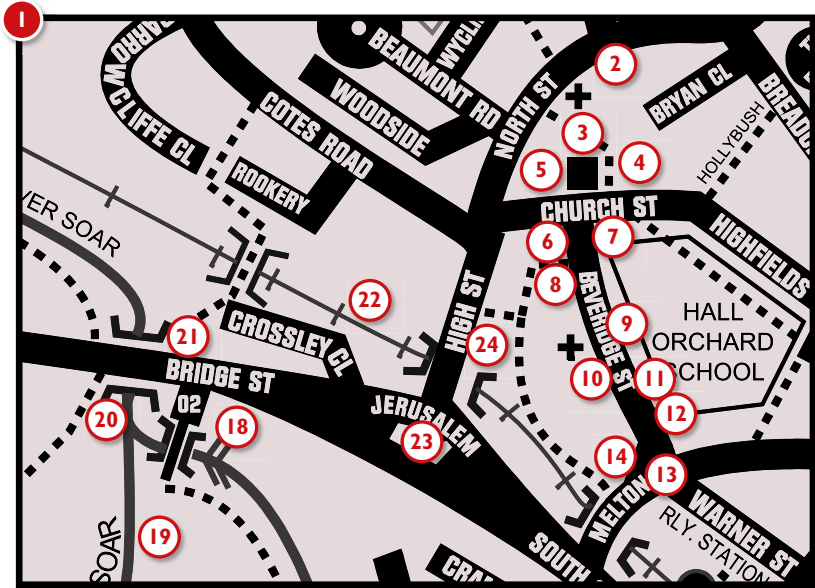 1
BARROW
CLIFFE CL
BEAUMONT RD
WYCLI
WOODSIDE
COTES ROAD
ROOKERY
NORTH ST
2
BRYAN CL
HOLLYBUSH
3
5
4
CHURCH ST
6
7
HIGHFIELDS
8
BEVERIDGE ST
9
HALL
ORCHARD
SCHOOL
10
11
12
VER SOAR
22
HIGH ST
24
21
CROSSLEY CL
BRIDGE ST
02
20
18
JERUSALEM
23
14
13
MELTON
WARNER ST
RLY. STATION
19
SOAR
SOUTH
CRA